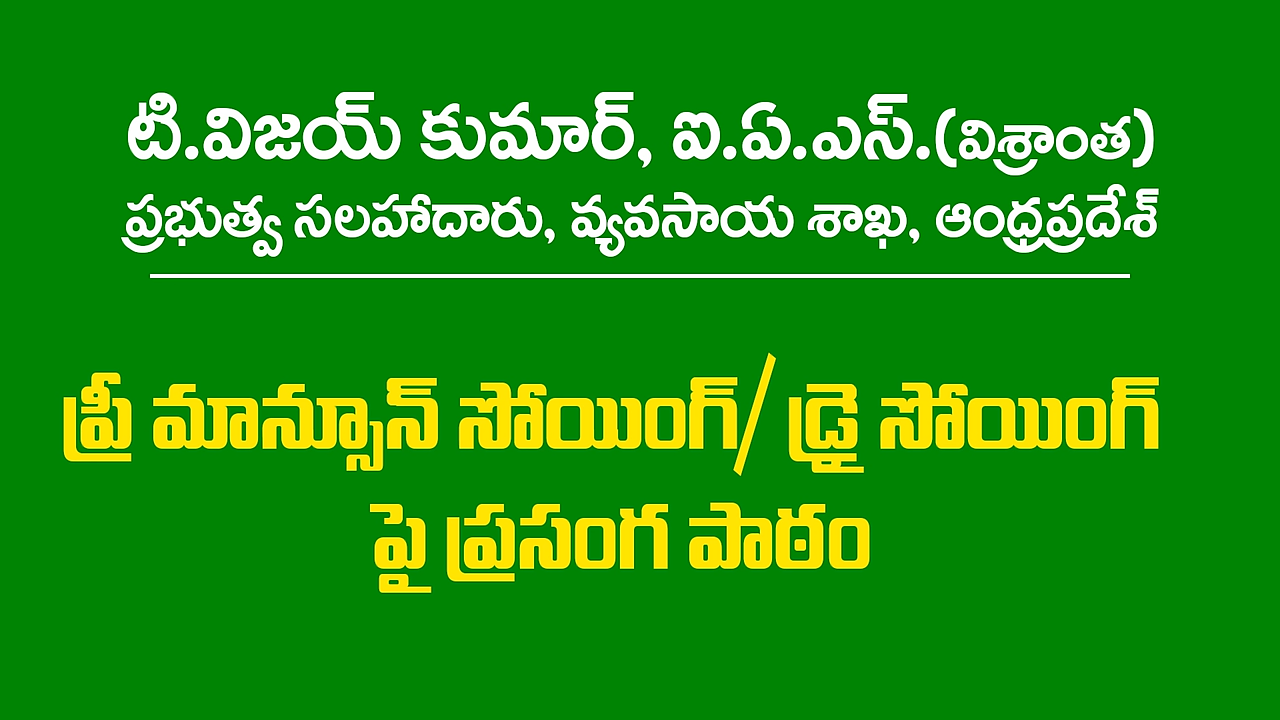 టి.విజయ్ కుమార్, ఐ.ఏ.ఎస్.(విశ్రాంత)
ప్రభుత్వ సలహాదారు, వ్యవసాయ శాఖ, ఆంధ్రప్రదేశ్
ప్రీ మాన్సూన్ సోయింగ్/ డ్రై సోయింగ్
పై ప్రసంగ పాఠం